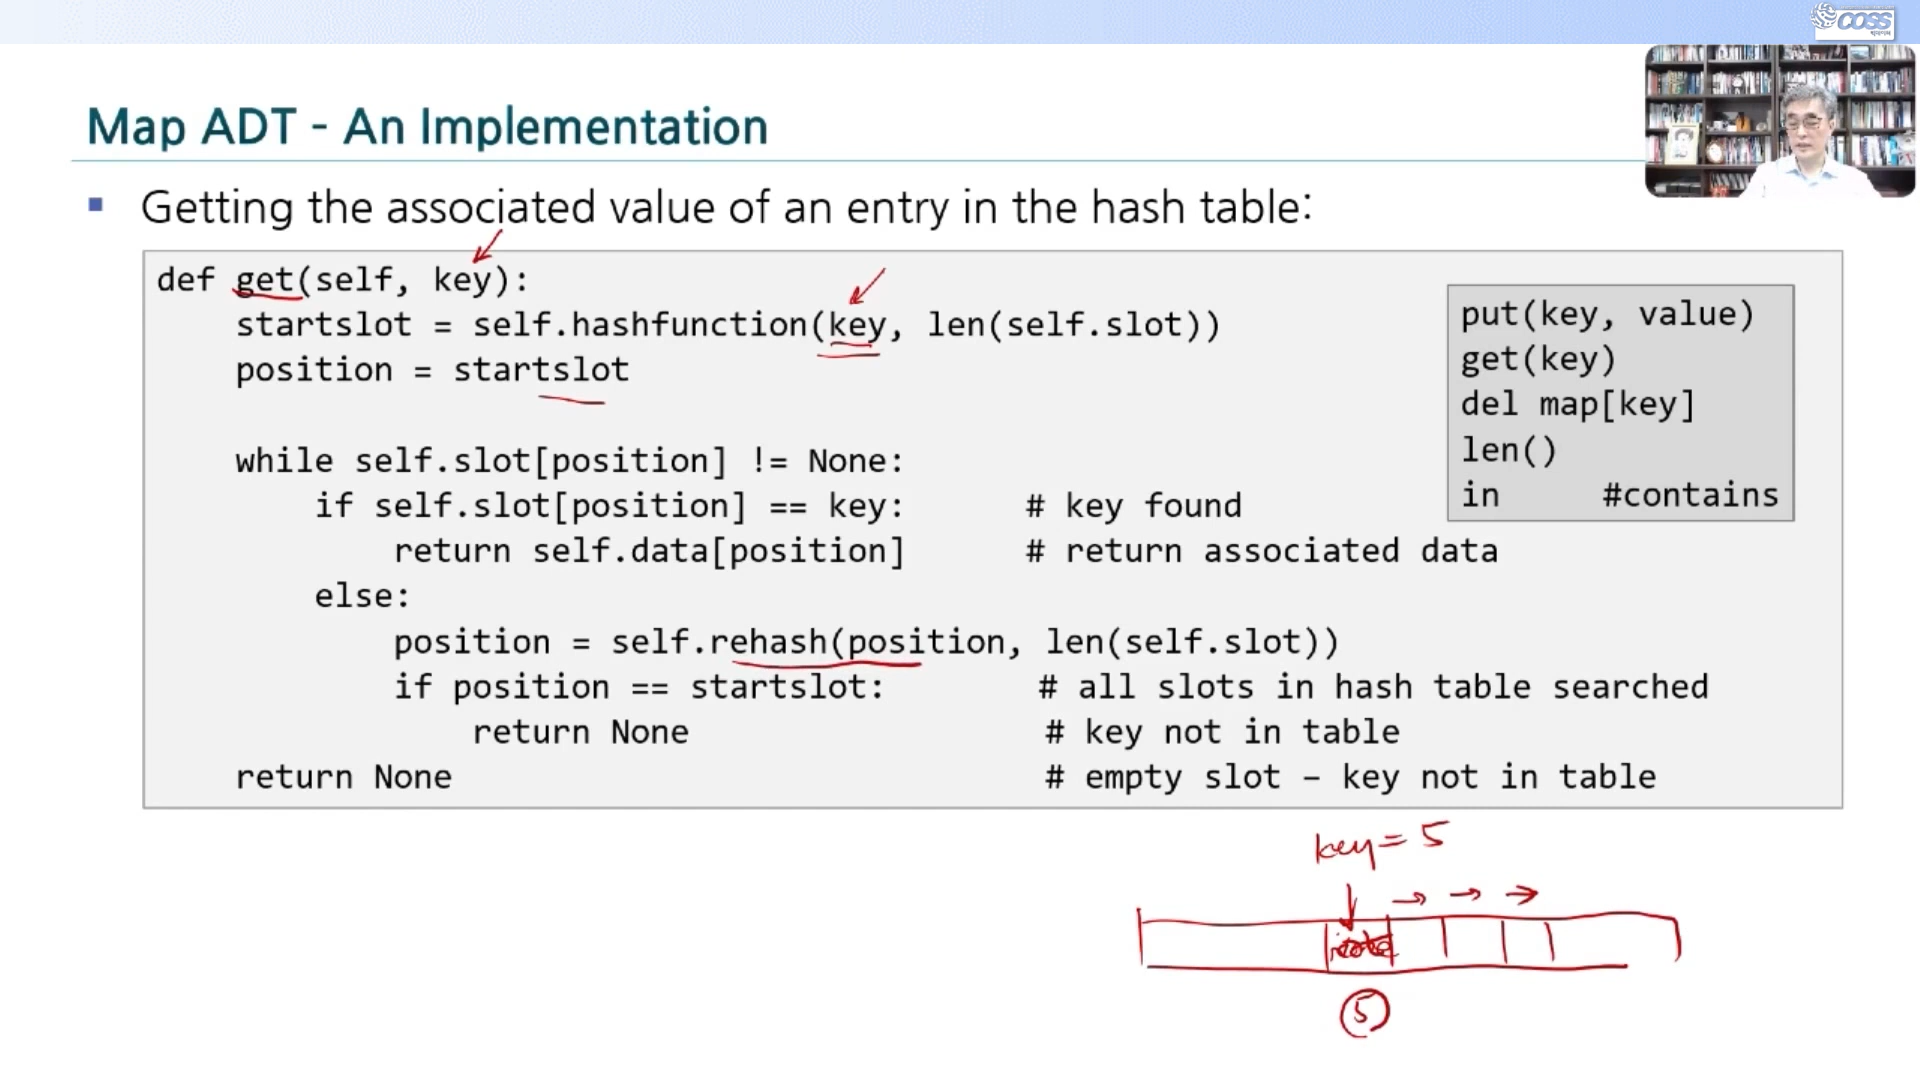 COSS
Map ADT - An Implementation
▪ Getting the associated value of an entry in the hash table:
def get(self, key):
    startslot = self.hashfunction(key, len(self.slot))
    position = startslot
    while self.slot[position] != None:
        if self.slot[position] == key:      # key found
            return self.data[position]      # return associated data
        else:
            position = self.rehash(position, len(self.slot))
            if position == startslot:        # all slots in hash table searched
                return None                  # key not in table
    return None                              # empty slot – key not in table
put(key, value)
get(key)
del map[key]
len()
in     #contains
key = 5
5